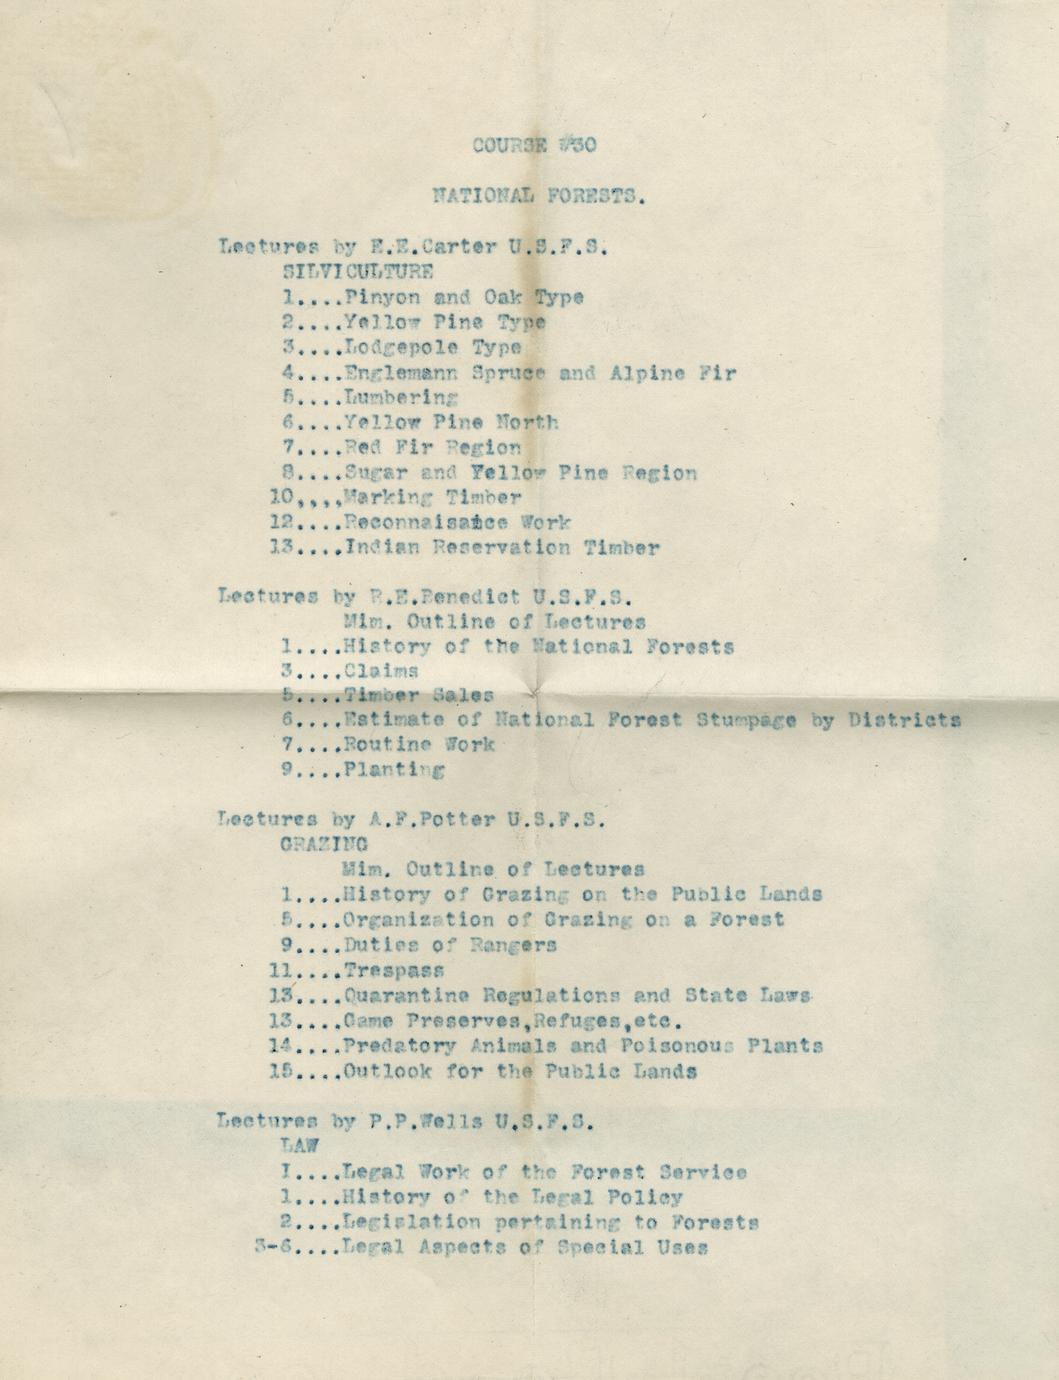 COURSE #30
NATIONAL FORESTS.
Lectures by E.E.Carter U.S.F.S.
SILVICULTURE
1....Pinyon and Oak Type
2....Yellow Pine Type
3....Lodgepole Type
4....Englemann Spruce and Alpine Fir
5....Lumbering
6....Yellow Pine North
7....Red Fir Region
8....Sugar and Yellow Pine Region
10,,,,Marking Timber
12....Reconnaisaice Work
13....Indian Reservation Timber
Lectures by R.E.Benedict U.S.F.S.
Mim. Outline of Lectures
1....History of the National Forests
3....Claims
5....Timber Sales
6....Estimate of National Forest Stumpage by Districts
7....Routine Work
9....Planting
Lectures by A.F.Potter U.S.F.S.
GRAZING
Mim. Outline of Lectures
1....History of Grazing on the Public Lands
5....Organization of Grazing on a Forest
9....Duties of Rangers
11....Trespass
13....Quarantine Regulations and State Laws
13....Game Preserves,Refuges,etc.
14....Predatory Animals and Poisonous Plants
15....Outlook for the Public Lands
Lectures by P.P.Wells U.S.F.S.
LAW
I....Legal Work of the Forest Service
1....History of the Legal Policy
2....Legislation pertaining to Forests
3-6....Legal Aspects of Special Uses